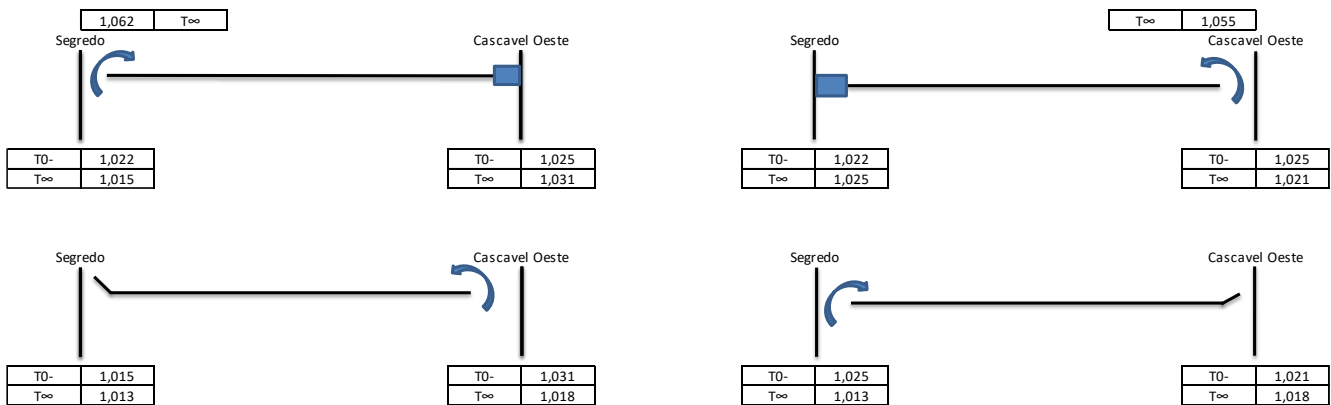 1,062 T∞
Segredo Cascavel Oeste
T0- 1,022 T0- 1,025
T∞ 1,015 T∞ 1,031
T∞ 1,055
Segredo Cascavel Oeste
T0- 1,022 T0- 1,025
T∞ 1,025 T∞ 1,021
Segredo Cascavel Oeste
T0- 1,015 T0- 1,031
T∞ 1,013 T∞ 1,018
Segredo Cascavel Oeste
T0- 1,025 T0- 1,021
T∞ 1,013 T∞ 1,018